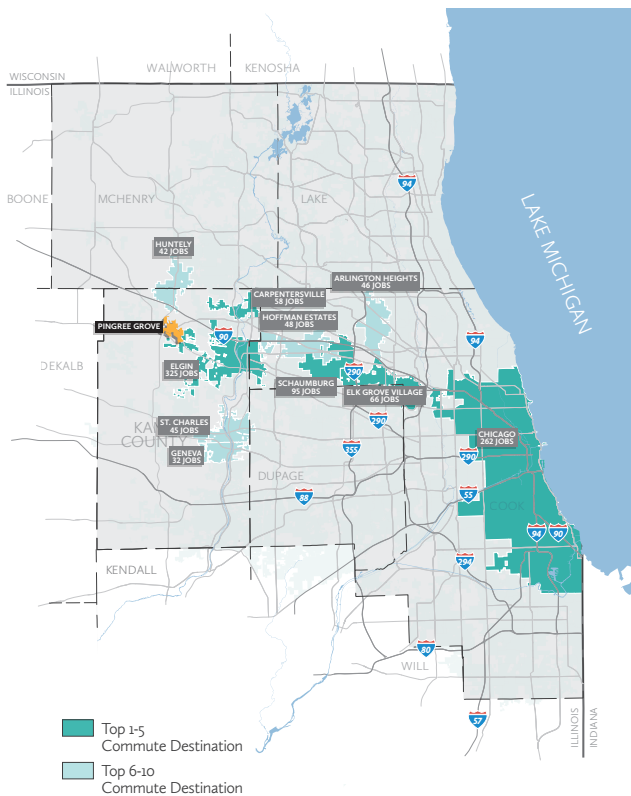 WALWORTH
KENOSHA
WISCONSIN
ILLINOIS
BOONE
MCHENRY
LAKE
94
LAKE MICHIGAN
HUNTELY
42 JOBS
ARLINGTON HEIGHTS
46 JOBS
CARPENTERSVILLE
58 JOBS
HOFFMAN ESTATES
48 JOBS
PINGREE GROVE
90
94
DEKALB
ELGIN
325 JOBS
290
SCHAUMBURG
95 JOBS
ELK GROVE VILLAGE
66 JOBS
290
ST. CHARLES
45 JOBS
COUNTY
GENEVA
32 JOBS
CHICAGO
262 JOBS
355
290
DUPAGE
88
55
COOK
94
90
294
KENDALL
80
WILL
57
ILLINOIS
INDIANA
Top 1-5
Commute Destination
Top 6-10
Commute Destination